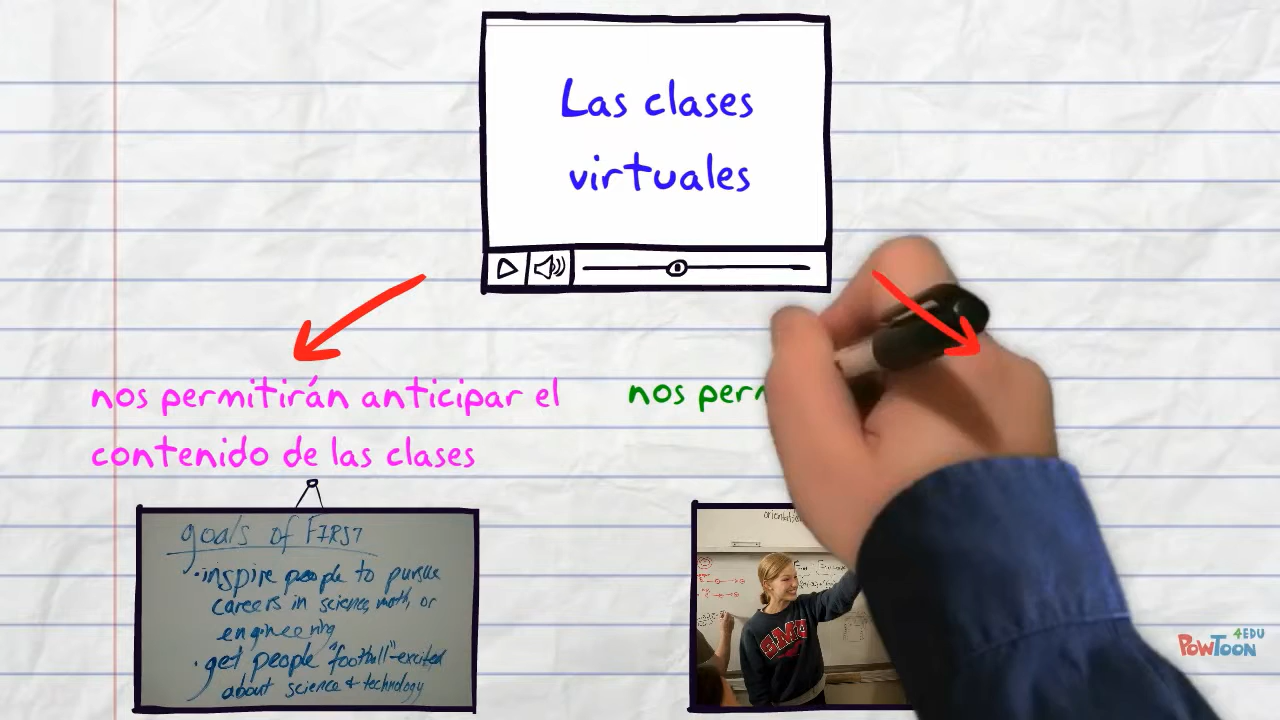 Las clases
virtuales
nos permitirán anticipar el
contenido de las clases
nos
goals of FIRST
• inspire people to pursue
careers in science, math, or
engineering
• get people "football"-excited
about science & technology
4EDU
POWTOON